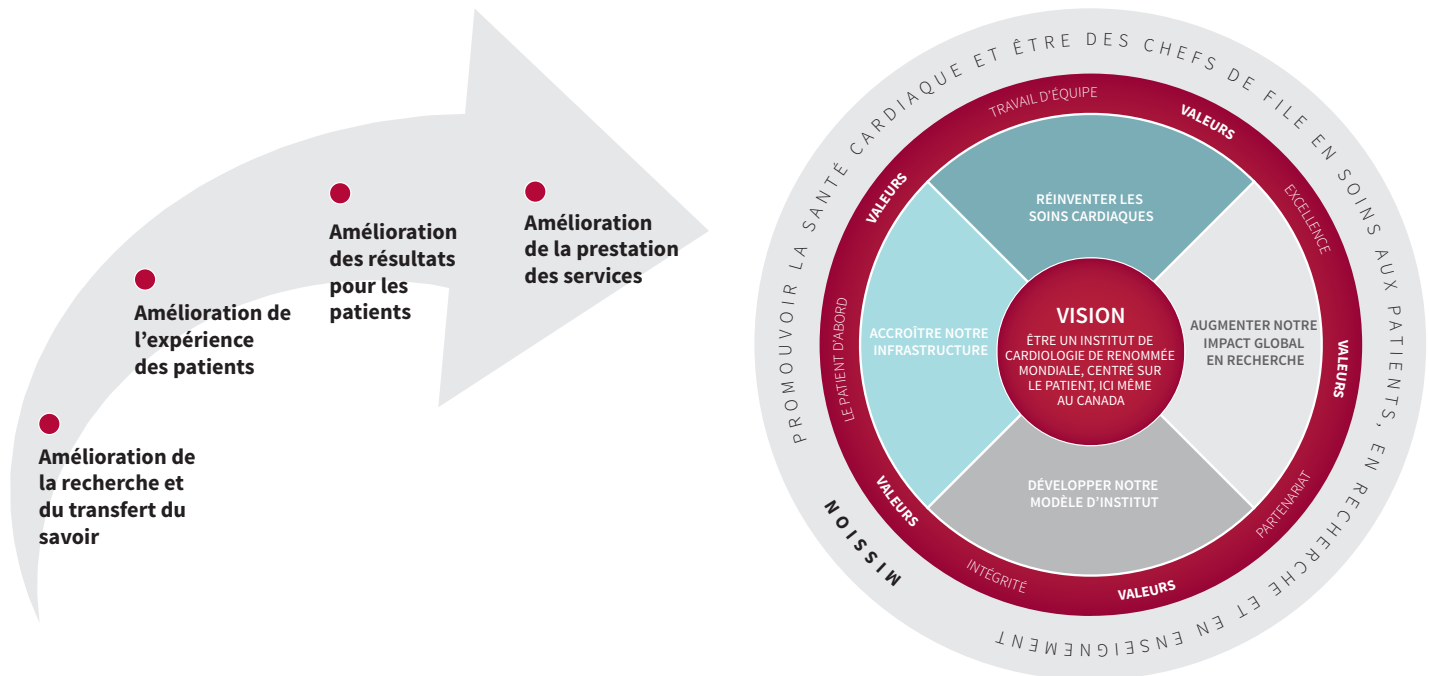 Amélioration de
la recherche et
du transfert du
savoir
Amélioration de
l'expérience
des patients
Amélioration
des résultats
pour les
patients
Amélioration
de la prestation
des services
MISSION
PROMOUVOIR LA SANTÉ CARDIAQUE ET ÊTRE DES CHEFS DE FILE EN SOINS AUX PATIENTS, EN RECHERCHE ET EN ENSEIGNEMENT
VALEURS
TRAVAIL D'ÉQUIPE
VALEURS
EXCELLENCE
VALEURS
PARTENARIAT
VALEURS
INTÉGRITÉ
VALEURS
LE PATIENT D'ABORD
RÉINVENTER LES
SOINS CARDIAQUES
AUGMENTER NOTRE
IMPACT GLOBAL
EN RECHERCHE
DÉVELOPPER NOTRE
MODÈLE D'INSTITUT
ACCROÎTRE NOTRE
INFRASTRUCTURE
VISION
ÊTRE UN INSTITUT DE
CARDIOLOGIE DE RENOMMÉE
MONDIALE, CENTRÉ SUR
LE PATIENT, ICI MÊME
AU CANADA